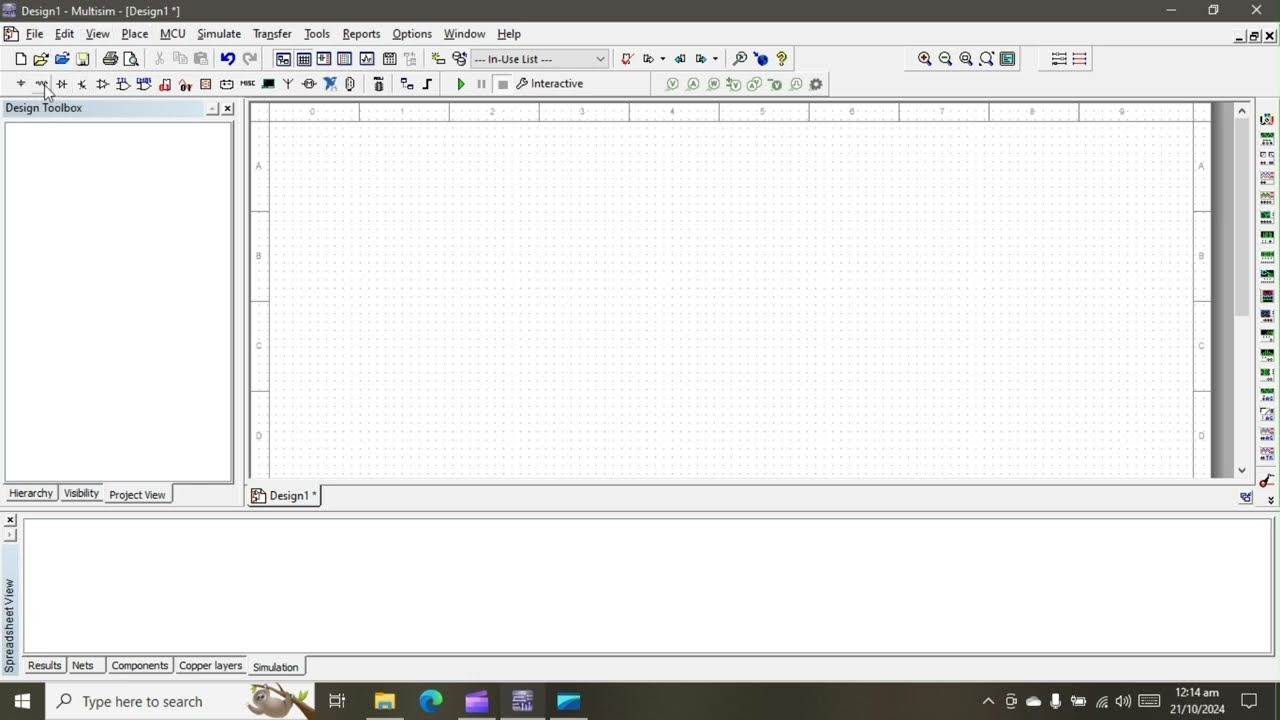 Design1 - Multisim - [Design1 *]
File Edit View Place MCU Simulate Transfer Tools Reports Options Window Help
--- In-Use List ---
MISC Interactive
Design Toolbox
0 1 2 3 4 5 6 7 8 9
A A
B B
C C
D D
Hierarchy Visibility Project View
Design1 *
Spreadsheet View
Results Nets Components Copper layers Simulation
Type here to search
12:14 am
21/10/2024